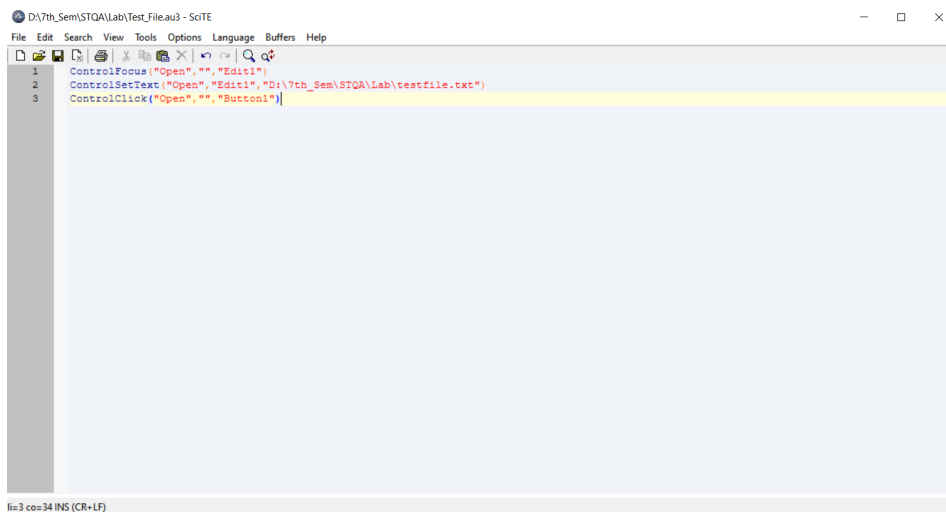 D:\7th_Sem\STQA\Lab\Test_File.au3 - SciTE
File Edit Search View Tools Options Language Buffers Help
1 ControlFocus("Open","","Edit1")
2 ControlSetText("Open","Edit1","D:\7th_Sem\STQA\Lab\testfile.txt")
3 ControlClick("Open","","Button1")
li=3 co=34 INS (CR+LF)